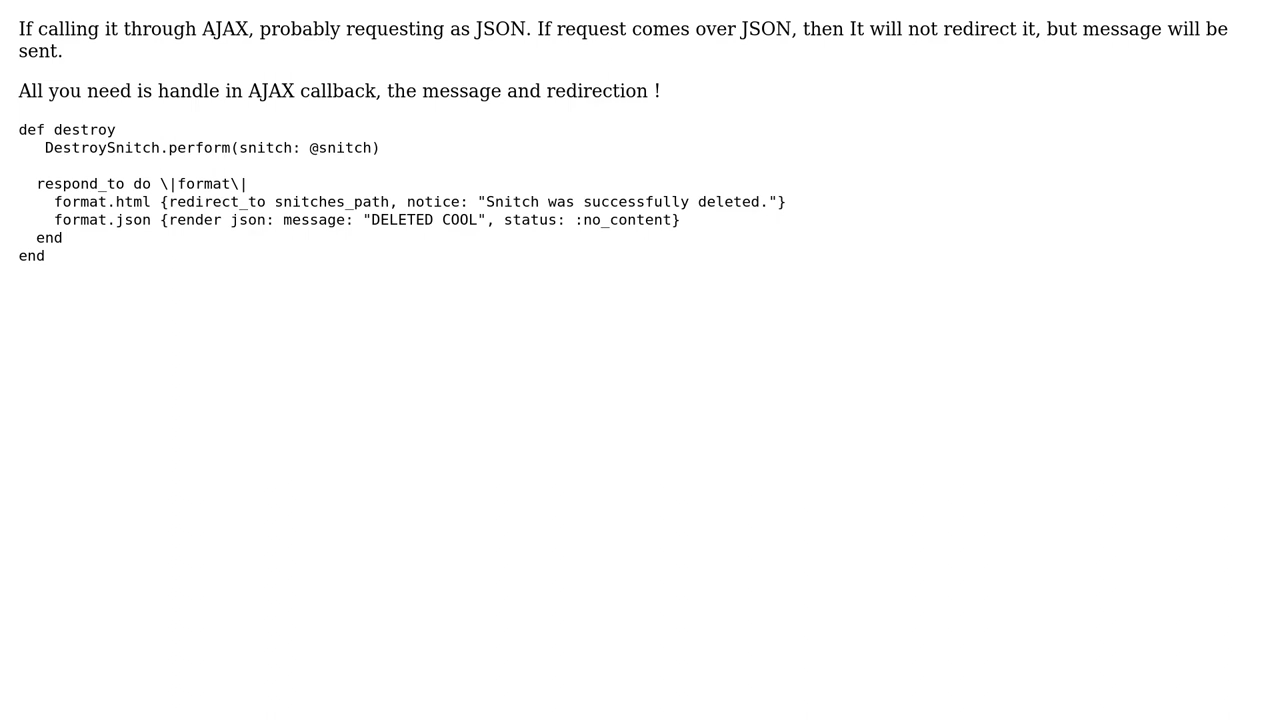 If calling it through AJAX, probably requesting as JSON. If request comes over JSON, then It will not redirect it, but message will be
sent.
All you need is handle in AJAX callback, the message and redirection !
def destroy
   DestroySnitch.perform(snitch: @snitch)

  respond_to do \|format\|
    format.html {redirect_to snitches_path, notice: "Snitch was successfully deleted."}
    format.json {render json: message: "DELETED COOL", status: :no_content}
  end
end